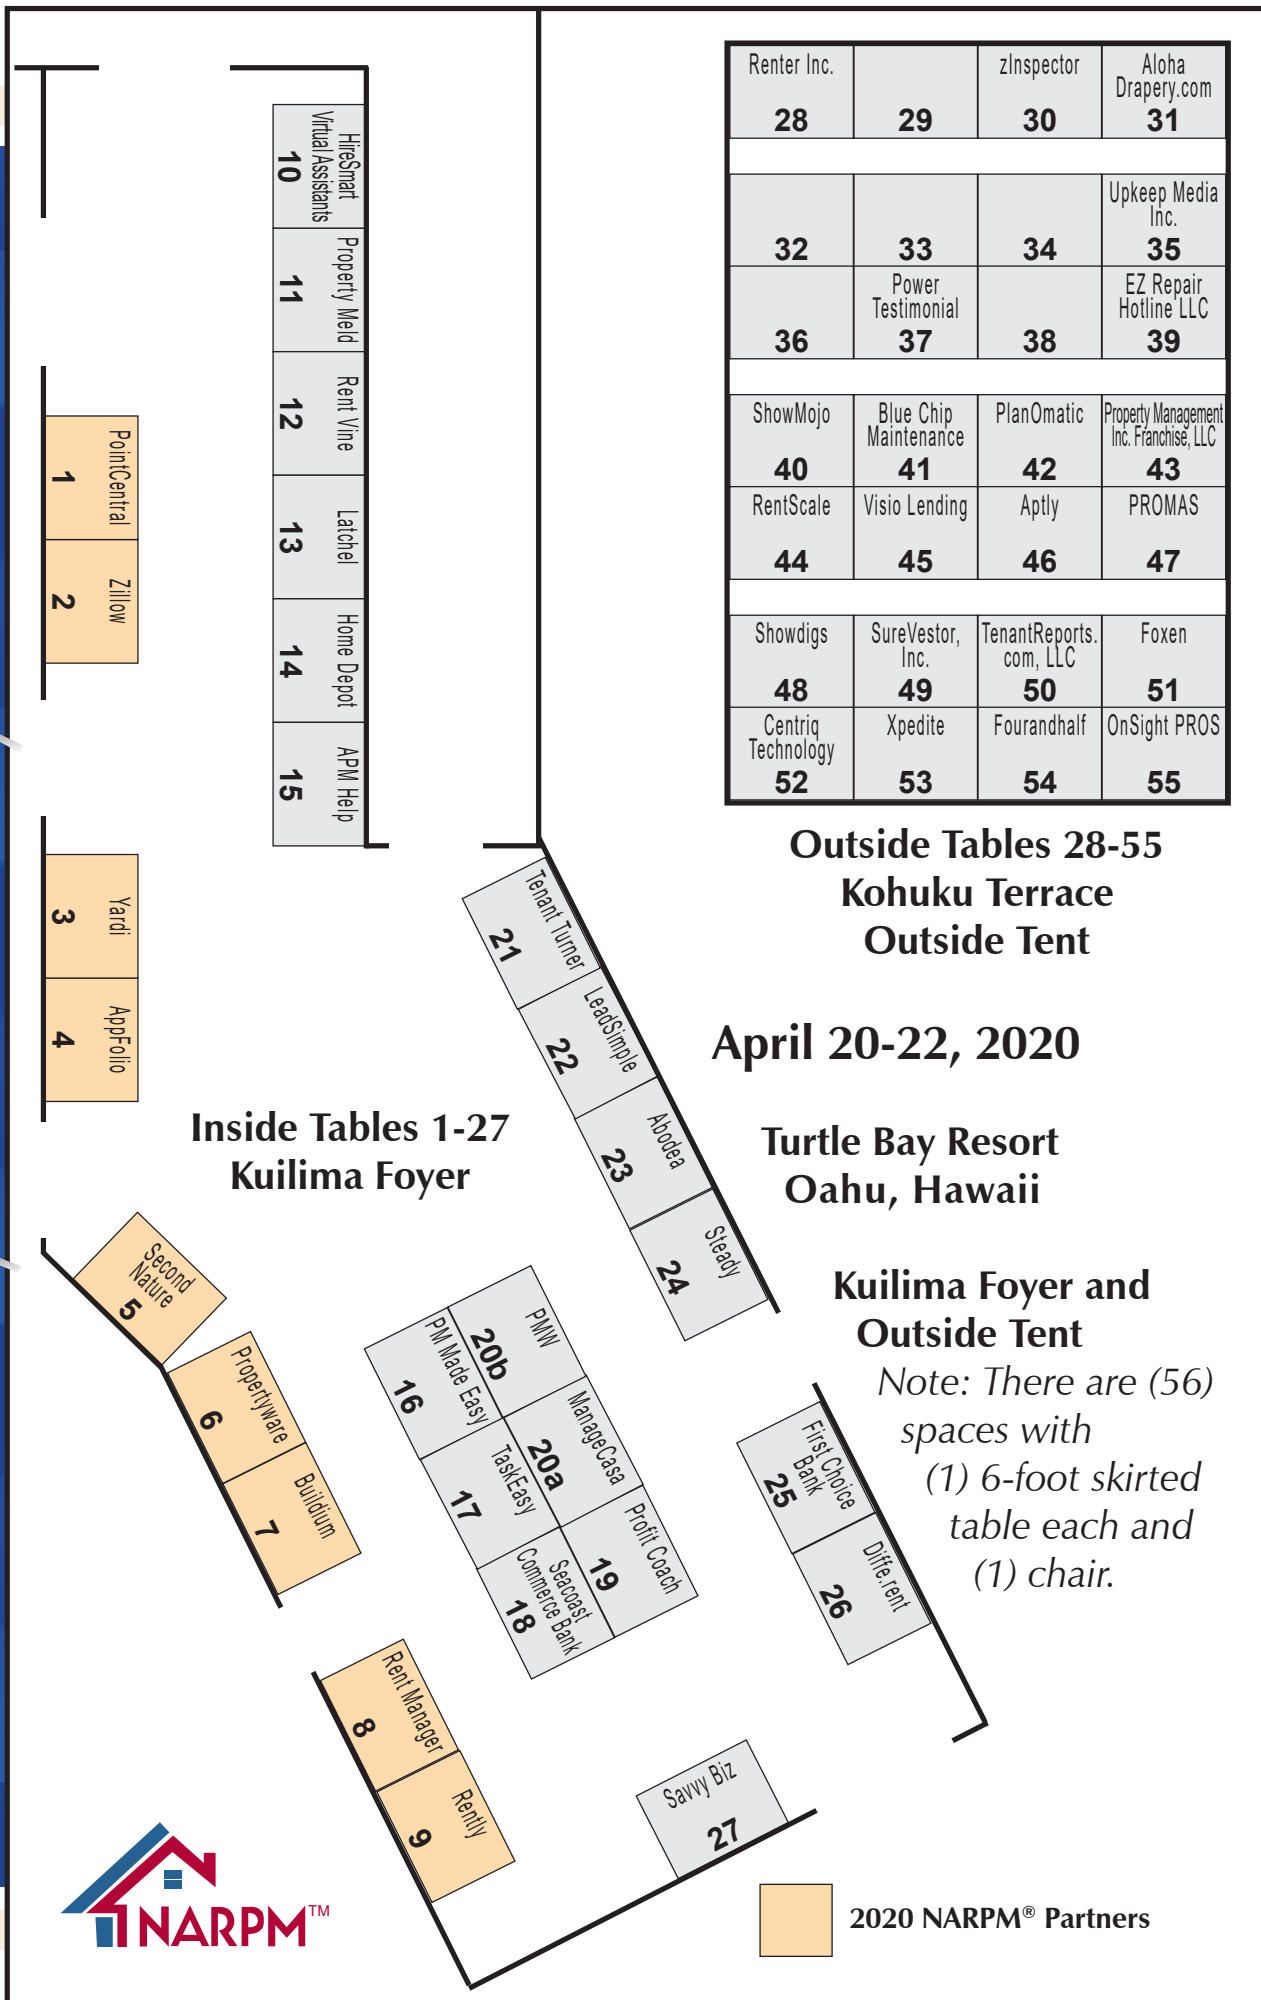 Renter Inc.
28
29
zInspector
30
Aloha
Drapery.com
31
32
33
34
Upkeep Media
Inc.
35
36
Power
Testimonial
37
38
EZ Repair
Hotline LLC
39
ShowMojo
40
Blue Chip
Maintenance
41
PlanOmatic
42
Property Management
Inc. Franchise, LLC
43
RentScale
44
Visio Lending
45
Aptly
46
PROMAS
47
Showdigs
48
SureVestor,
Inc.
49
TenantReports.
com, LLC
50
Foxen
51
Centriq
Technology
52
Xpedite
53
Fourandhalf
54
OnSight PROS
55
Outside Tables 28-55
Kohuku Terrace
Outside Tent
April 20-22, 2020
Turtle Bay Resort
Oahu, Hawaii
Kuilima Foyer and
Outside Tent
Note: There are (56)
spaces with
(1) 6-foot skirted
table each and
(1) chair.
HireSmart
Virtual Assistants
10
Property Meld
11
Rent Vine
12
Latchel
13
Home Depot
14
APM Help
15
PointCentral
1
Zillow
2
Yardi
3
AppFolio
4
Inside Tables 1-27
Kuilima Foyer
Second
Nature
5
Propertyware
6
Buildium
7
Rent Manager
8
Rently
9
Tenant Turner
21
LeadSimple
22
Abodea
23
Steady
24
PMW
20b
PM Made Easy
16
ManageCasa
20a
TaskEasy
17
Profit Coach
19
Seacoast
Commerce Bank
18
First Choice
Bank
25
Diffe.rent
26
Savvy Biz
27
NARPM™
2020 NARPM® Partners